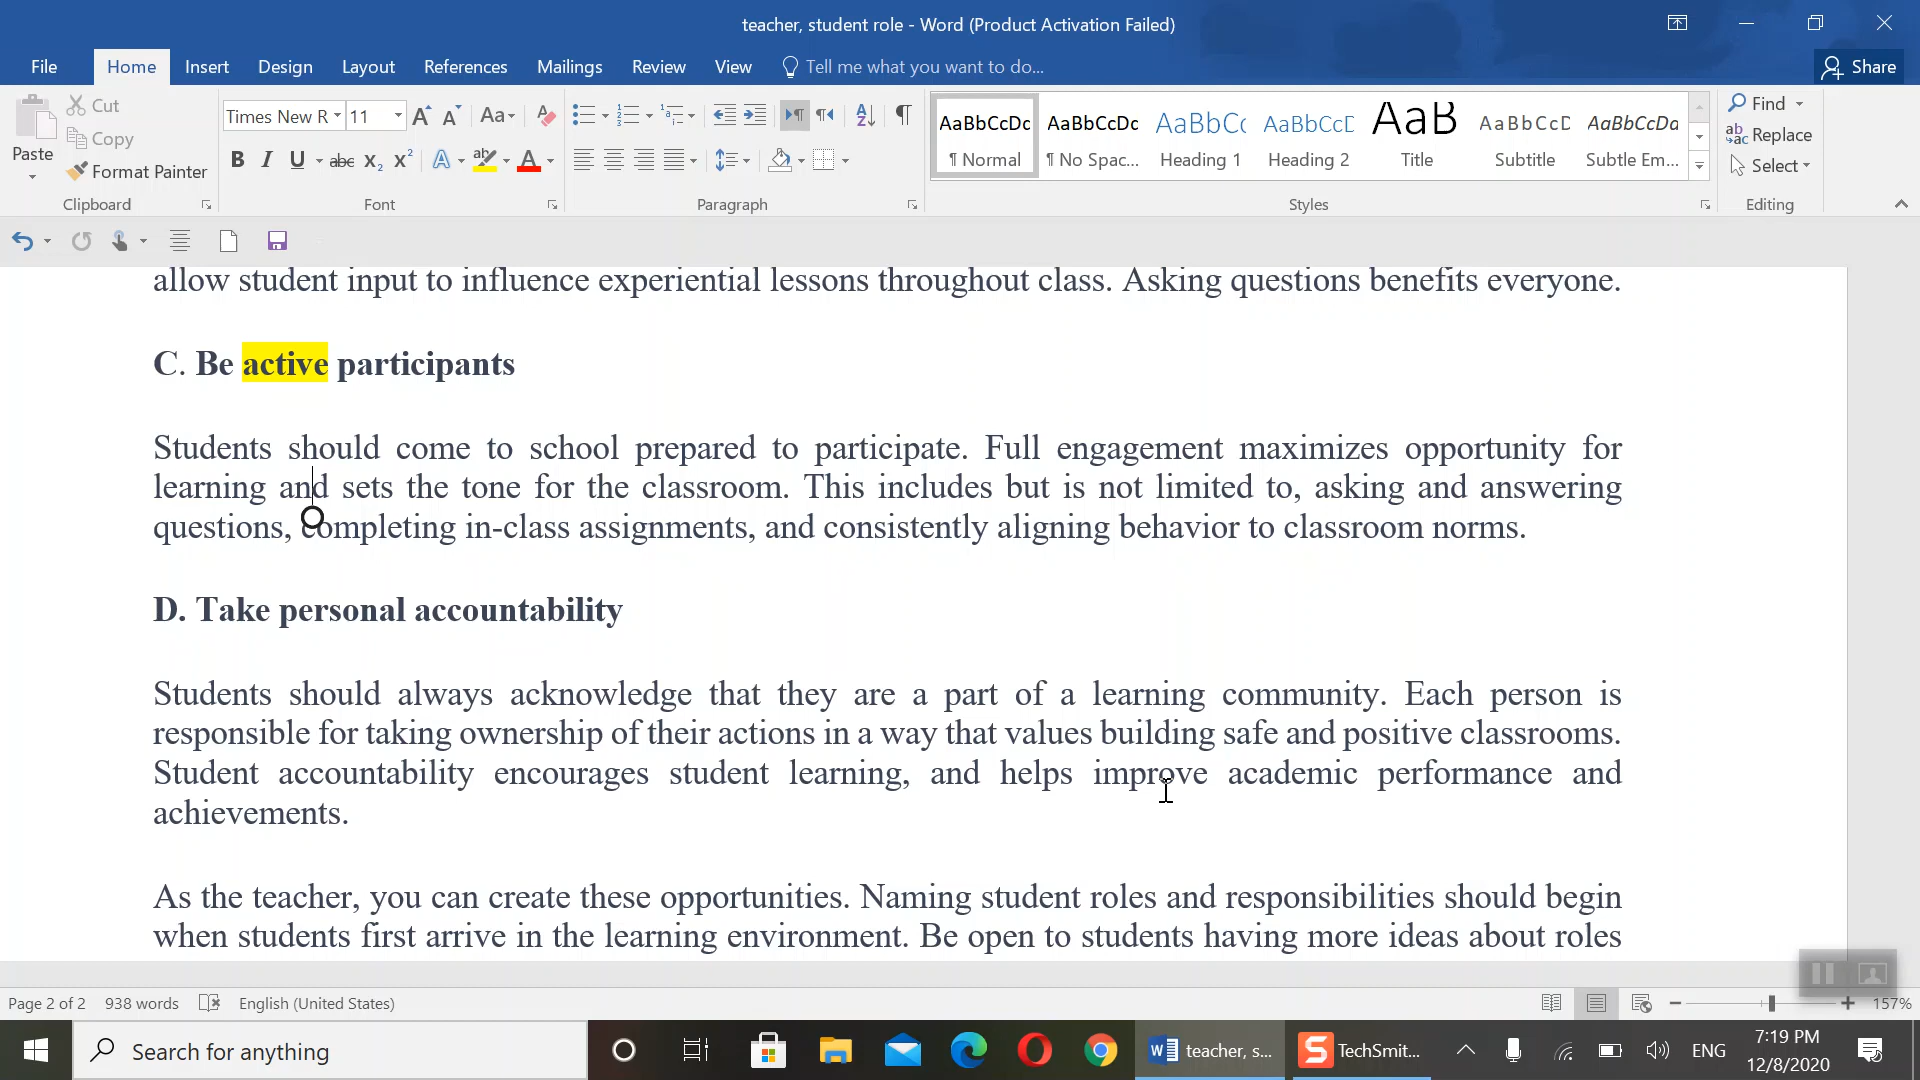 teacher, student role - Word (Product Activation Failed)
File Home Insert Design Layout References Mailings Review View Tell me what you want to do... Share
Cut
Copy
Paste
Format Painter
Clipboard
Times New R 11
Font
Paragraph
AaBbCcDc AaBbCcDc AaBbCc AaBbCcD AaB AaBbCcD AaBbCcDa
¶ Normal ¶ No Spac... Heading 1 Heading 2 Title Subtitle Subtle Em...
Styles
Find
Replace
Select
Editing
allow student input to influence experiential lessons throughout class. Asking questions benefits everyone.
C. Be active participants
Students should come to school prepared to participate. Full engagement maximizes opportunity for
learning and sets the tone for the classroom. This includes but is not limited to, asking and answering
questions, completing in-class assignments, and consistently aligning behavior to classroom norms.
D. Take personal accountability
Students should always acknowledge that they are a part of a learning community. Each person is
responsible for taking ownership of their actions in a way that values building safe and positive classrooms.
Student accountability encourages student learning, and helps improve academic performance and
achievements.
As the teacher, you can create these opportunities. Naming student roles and responsibilities should begin
when students first arrive in the learning environment. Be open to students having more ideas about roles
Page 2 of 2 938 words English (United States) 157%
Search for anything
teacher, s...
TechSmit...
ENG
7:19 PM
12/8/2020